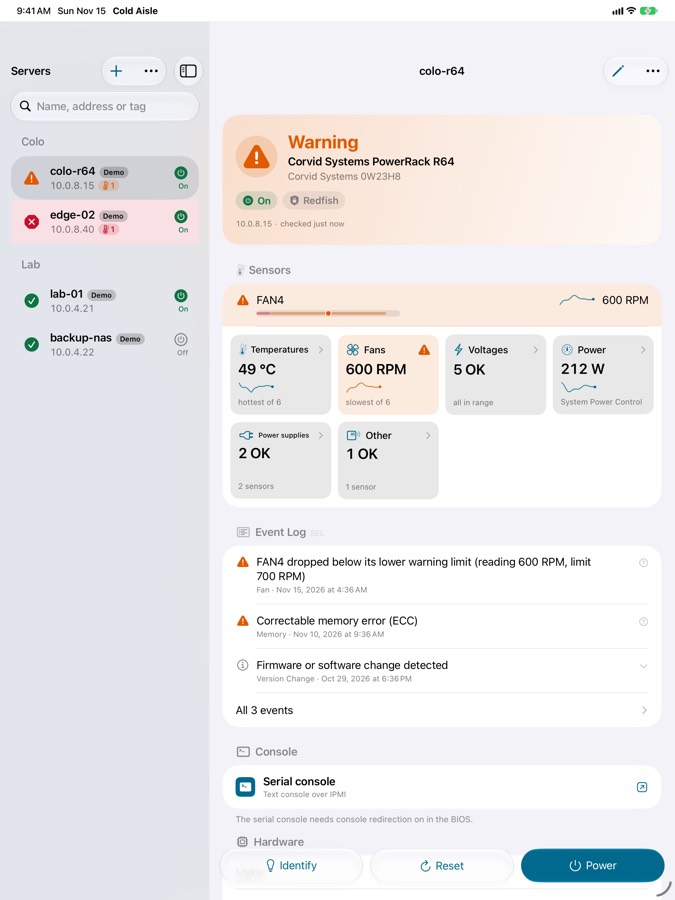 9:41 AM Sun Nov 15 Cold Aisle
Servers
Name, address or tag
Colo
colo-r64 Demo
10.0.8.15 1
On
edge-02 Demo
10.0.8.40 1
On
Lab
lab-01 Demo
10.0.4.21
backup-nas Demo
10.0.4.22
Off
colo-r64
Warning
Corvid Systems PowerRack R64
Corvid Systems 0W23H8
On Redfish
10.0.8.15 · checked just now
Sensors
FAN4 600 RPM
Temperatures
49 °C
hottest of 6
Fans
600 RPM
slowest of 6
Voltages
5 OK
all in range
Power
212 W
System Power Control
Power supplies
2 OK
2 sensors
Other
1 OK
1 sensor
Event Log SEL
FAN4 dropped below its lower warning limit (reading 600 RPM, limit
700 RPM)
Fan · Nov 15, 2026 at 4:36 AM
Correctable memory error (ECC)
Memory · Nov 10, 2026 at 9:36 AM
Firmware or software change detected
Version Change · Oct 29, 2026 at 6:36 PM
All 3 events
Console
Serial console
Text console over IPMI
The serial console needs console redirection on in the BIOS.
Hardware
Maker
Identify
Reset
Power